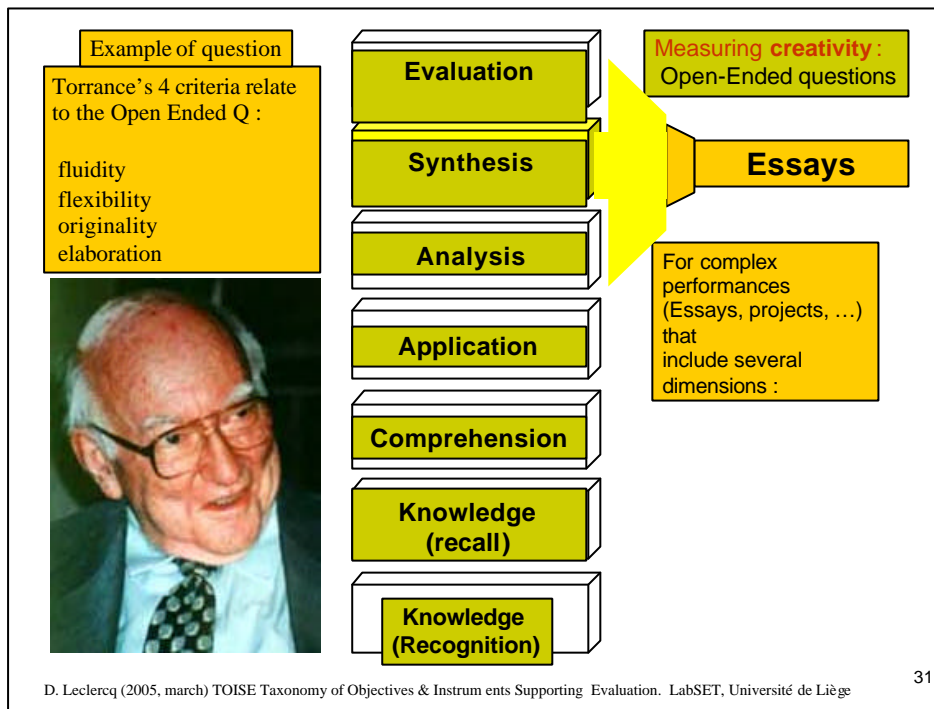 Example of question
Torrance's 4 criteria relate
to the Open Ended Q :
fluidity
flexibility
originality
elaboration
Evaluation
Synthesis
Analysis
Application
Comprehension
Knowledge
(recall)
Knowledge
(Recognition)
Measuring creativity :
Open-Ended questions
Essays
For complex
performances
(Essays, projects, …)
that
include several
dimensions :
D. Leclercq (2005, march) TOISE Taxonomy of Objectives & Instrum ents Supporting Evaluation. LabSET, Université de Liège
31